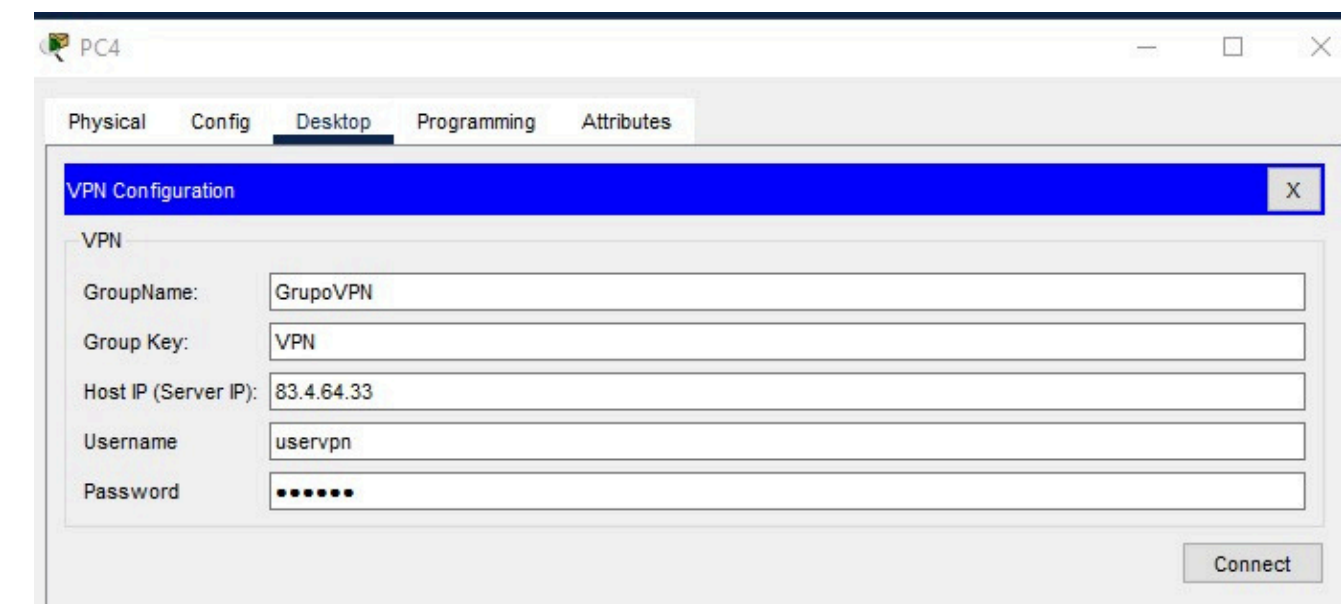 PC4
Physical Config Desktop Programming Attributes
VPN Configuration X
VPN
GroupName: GrupoVPN
Group Key: VPN
Host IP (Server IP): 83.4.64.33
Username uservpn
Password ••••••
Connect